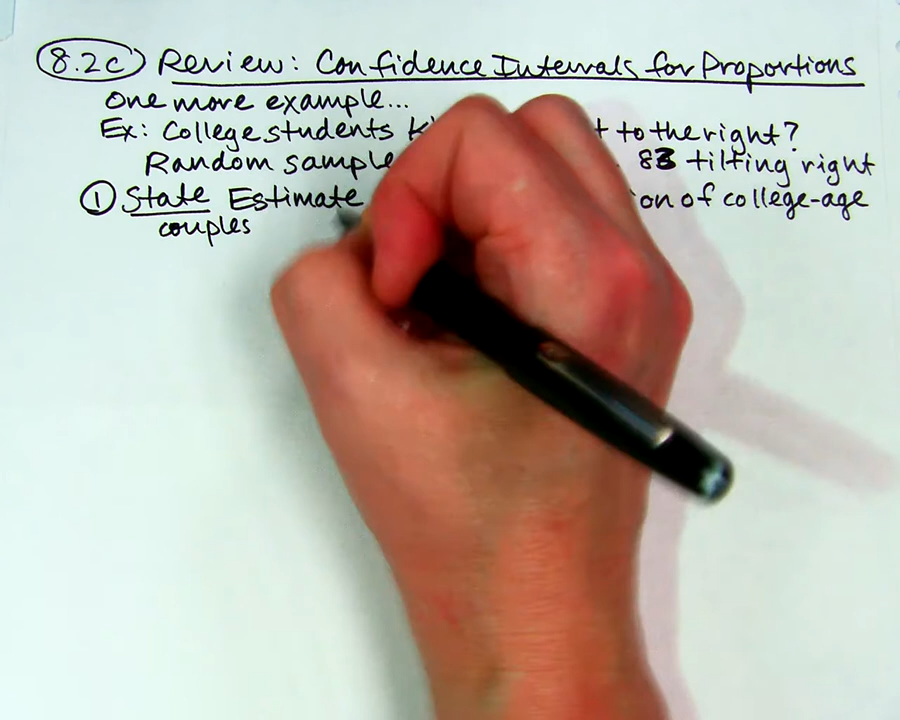 8.2c Review: Confidence Intervals for Proportions
One more example...
Ex: College students to the right?
Random sample 83 tilting right
① State Estimate of college-age
couples